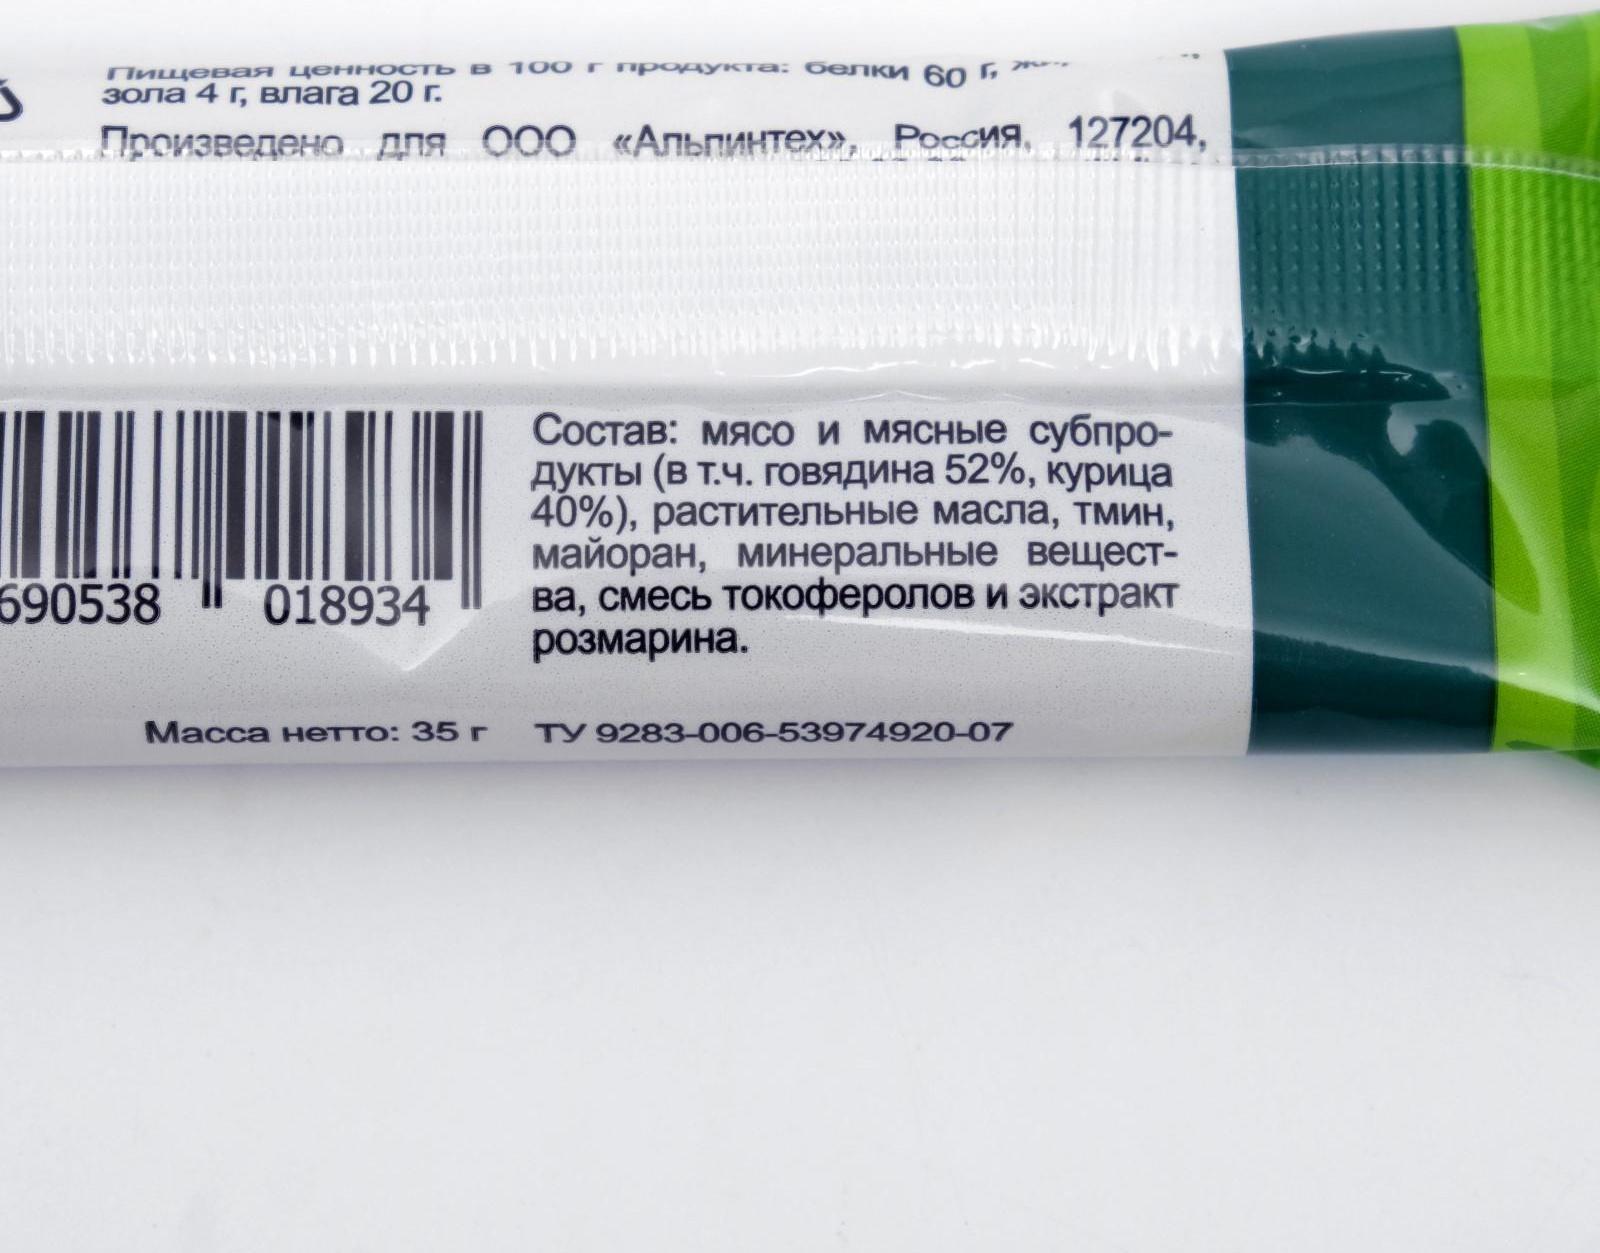 Пищевая ценность в 100 г продукта: белки 60 г,
зола 4 г, влага 20 г.
Произведено для ООО «Альпинтех», Россия, 127204,
Состав: мясо и мясные субпро-
дукты (в т.ч. говядина 52%, курица
40%), растительные масла, тмин,
майоран, минеральные вещест-
ва, смесь токоферолов и экстракт
розмарина.
690538 018934
Масса нетто: 35 г ТУ 9283-006-53974920-07